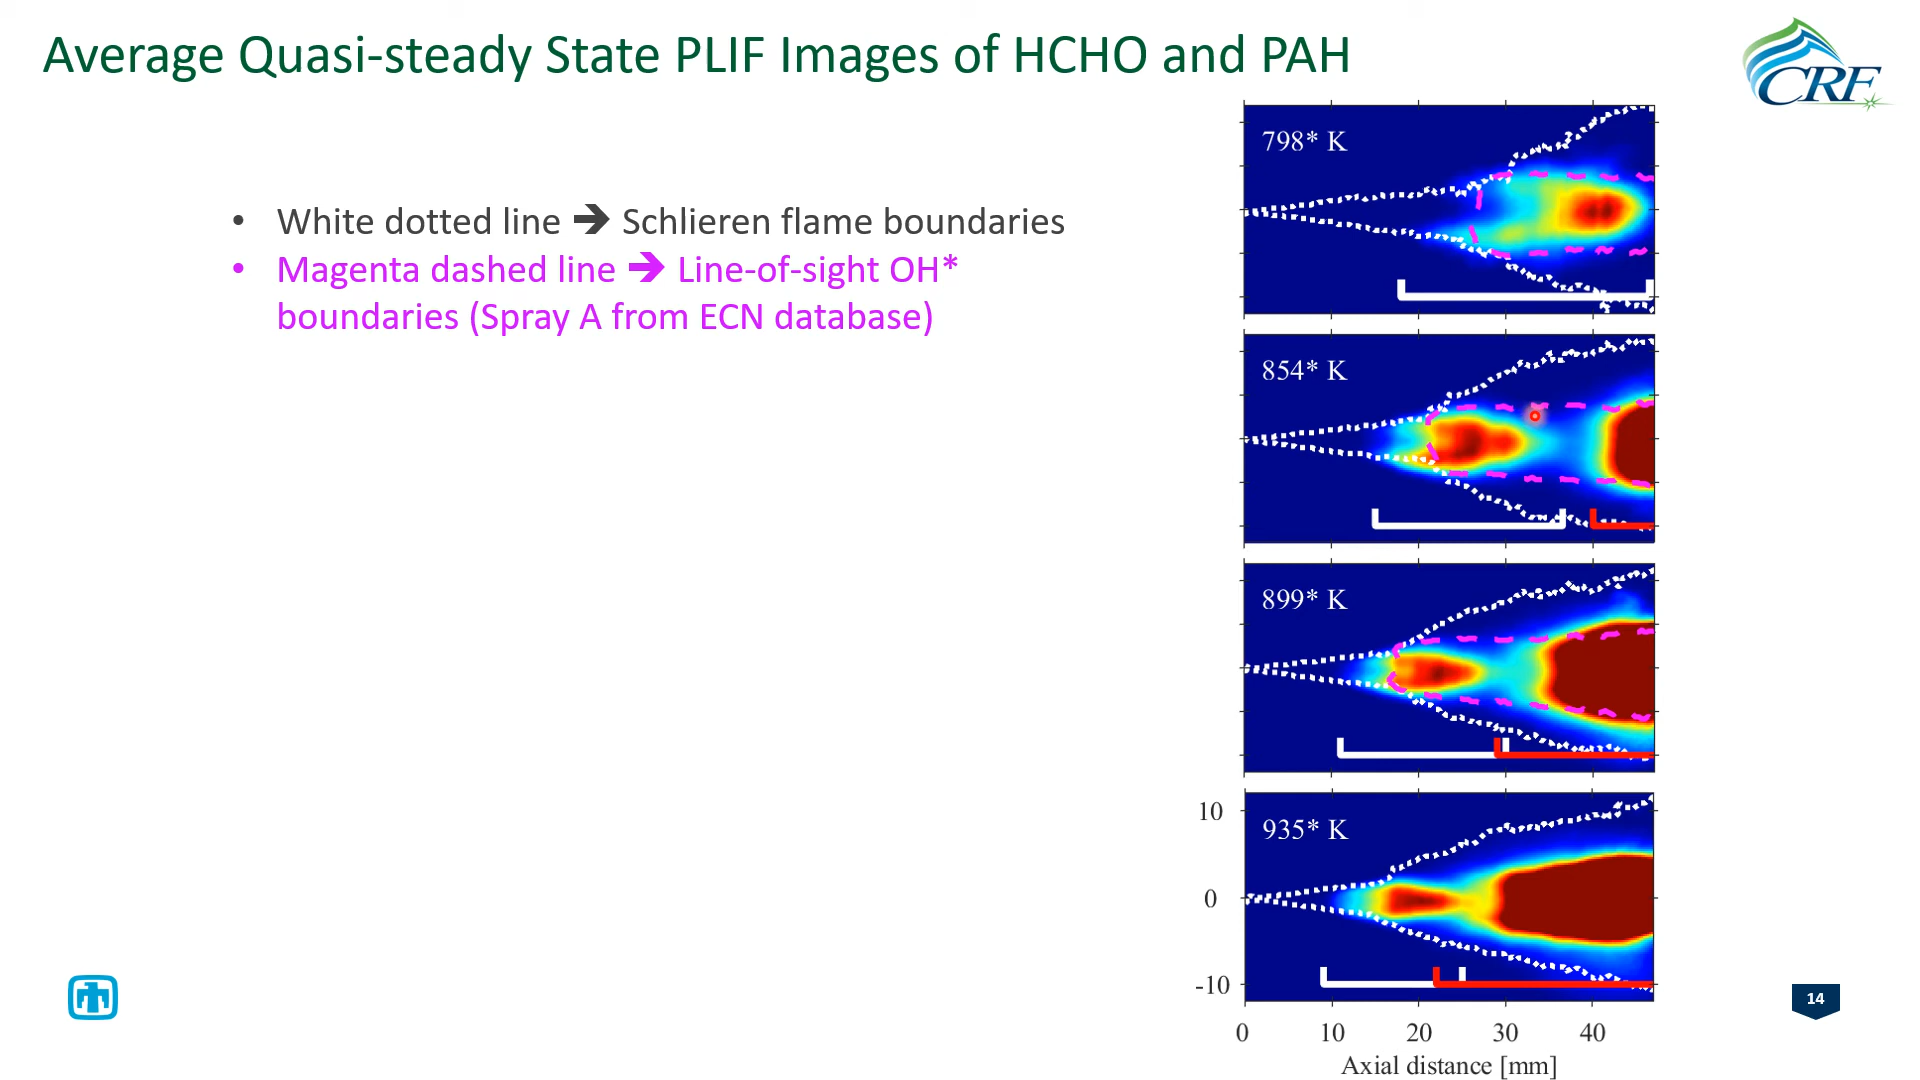 Average Quasi-steady State PLIF Images of HCHO and PAH
CRF
• White dotted line ➔ Schlieren flame boundaries
• Magenta dashed line ➔ Line-of-sight OH*
boundaries (Spray A from ECN database)
798* K
854* K
899* K
935* K
10
0
-10
0 10 20 30 40
Axial distance [mm]
14